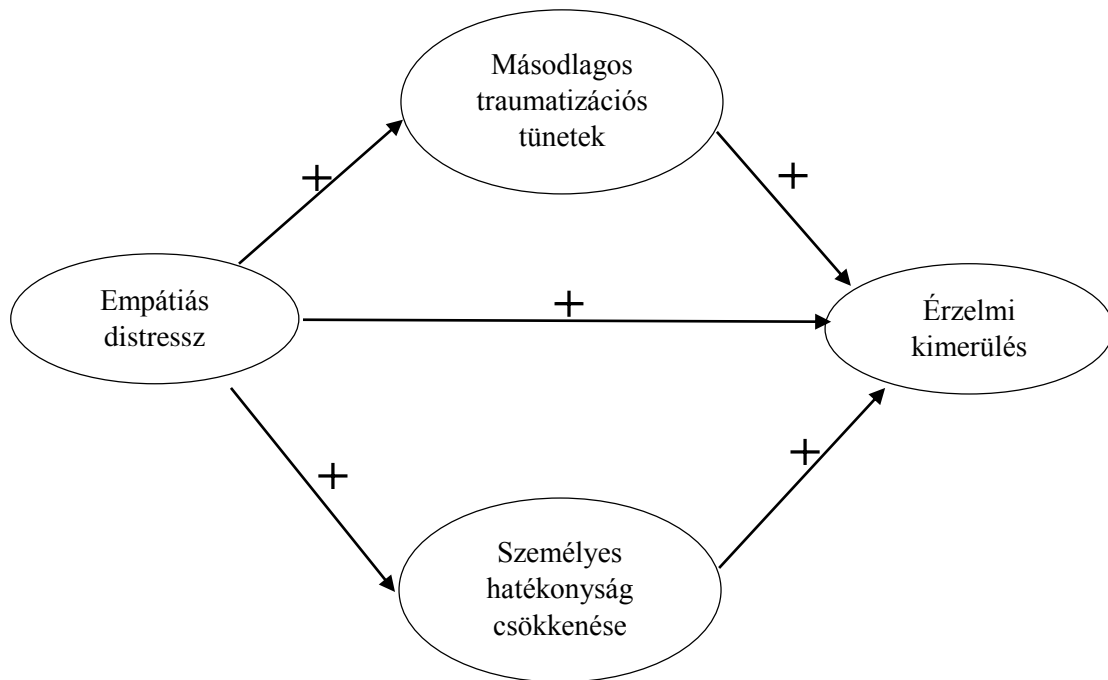 Másodlagos
traumatizációs
tünetek
+
+
Empátiás
distressz
+
Érzelmi
kimerülés
+
+
Személyes
hatékonyság
csökkenése